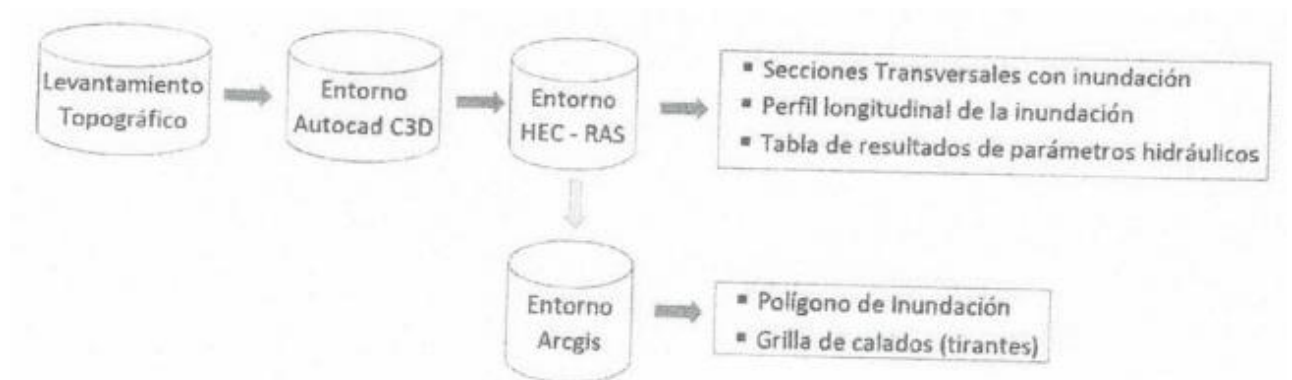 Levantamiento
Topográfico
Entorno
Autocad C3D
Entorno
HEC - RAS
▪ Secciones Transversales con inundación
▪ Perfil longitudinal de la inundación
▪ Tabla de resultados de parámetros hidráulicos
Entorno
Arcgis
▪ Polígono de Inundación
▪ Grilla de calados (tirantes)